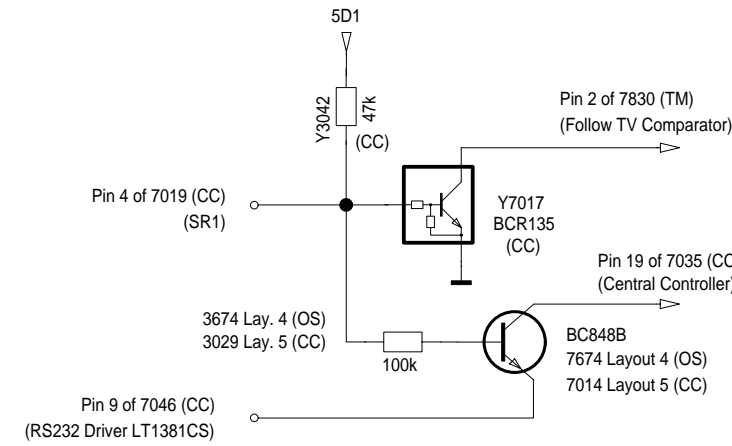 5D1
Y3042
47k
(CC)
Pin 2 of 7830 (TM)
(Follow TV Comparator)
Pin 4 of 7019 (CC)
(SR1)
Y7017
BCR135
(CC)
Pin 19 of 7035 (CC
(Central Controller)
3674 Lay. 4 (OS)
3029 Lay. 5 (CC)
100k
BC848B
7674 Layout 4 (OS)
7014 Layout 5 (CC)
Pin 9 of 7046 (CC)
(RS232 Driver LT1381CS)